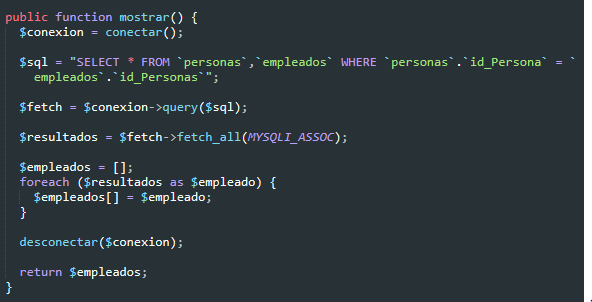 public function mostrar() {
$conexion = conectar();
$sql = "SELECT * FROM `personas`,`empleados` WHERE `personas`.`id_Persona` = `
empleados`.`id_Personas`";
$fetch = $conexion->query($sql);
$resultados = $fetch->fetch_all(MYSQLI_ASSOC);
$empleados = [];
foreach ($resultados as $empleado) {
$empleados[] = $empleado;
}
desconectar($conexion);
return $empleados;
}